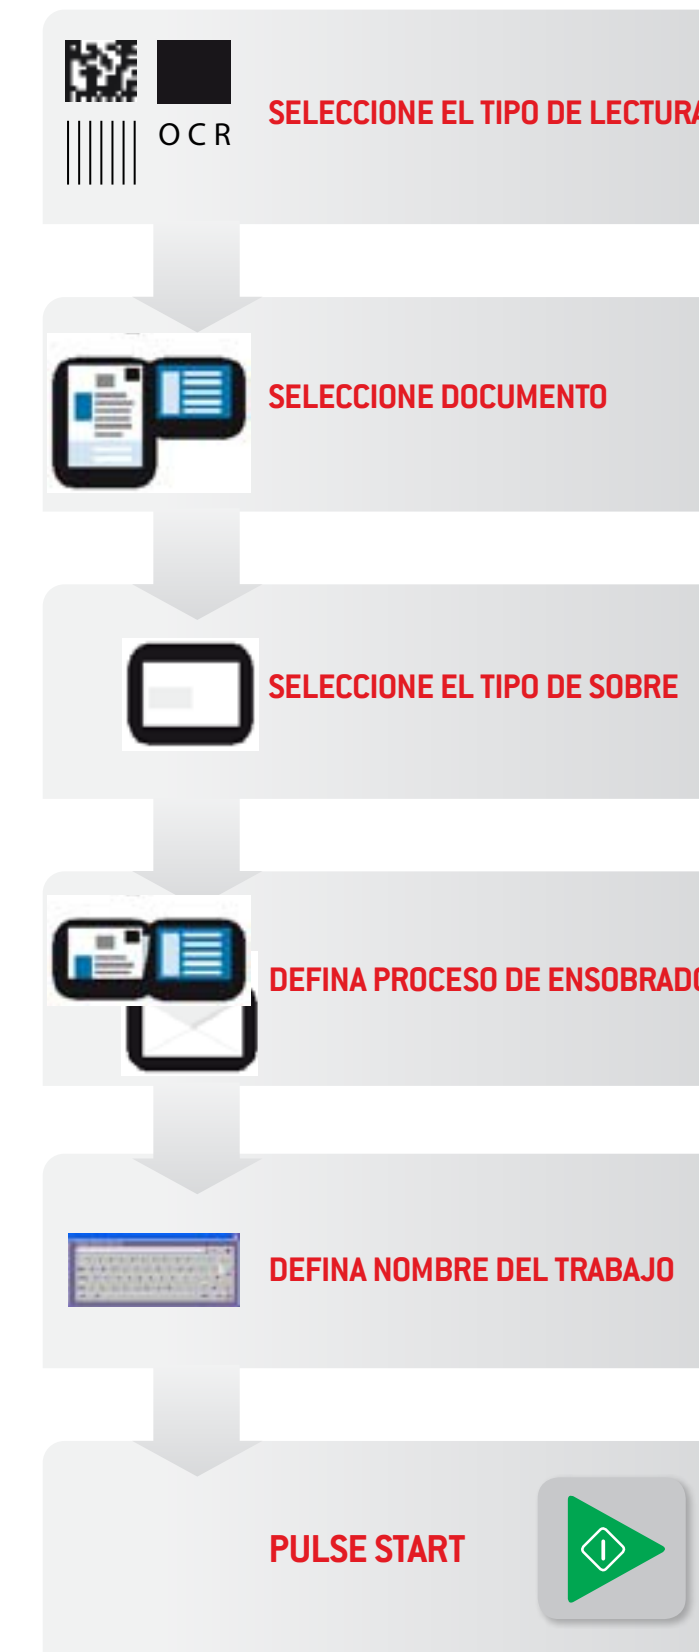 OCR
SELECCIONE EL TIPO DE LECTURA
SELECCIONE DOCUMENTO
SELECCIONE EL TIPO DE SOBRE
DEFINA PROCESO DE ENSOBRADO
DEFINA NOMBRE DEL TRABAJO
PULSE START